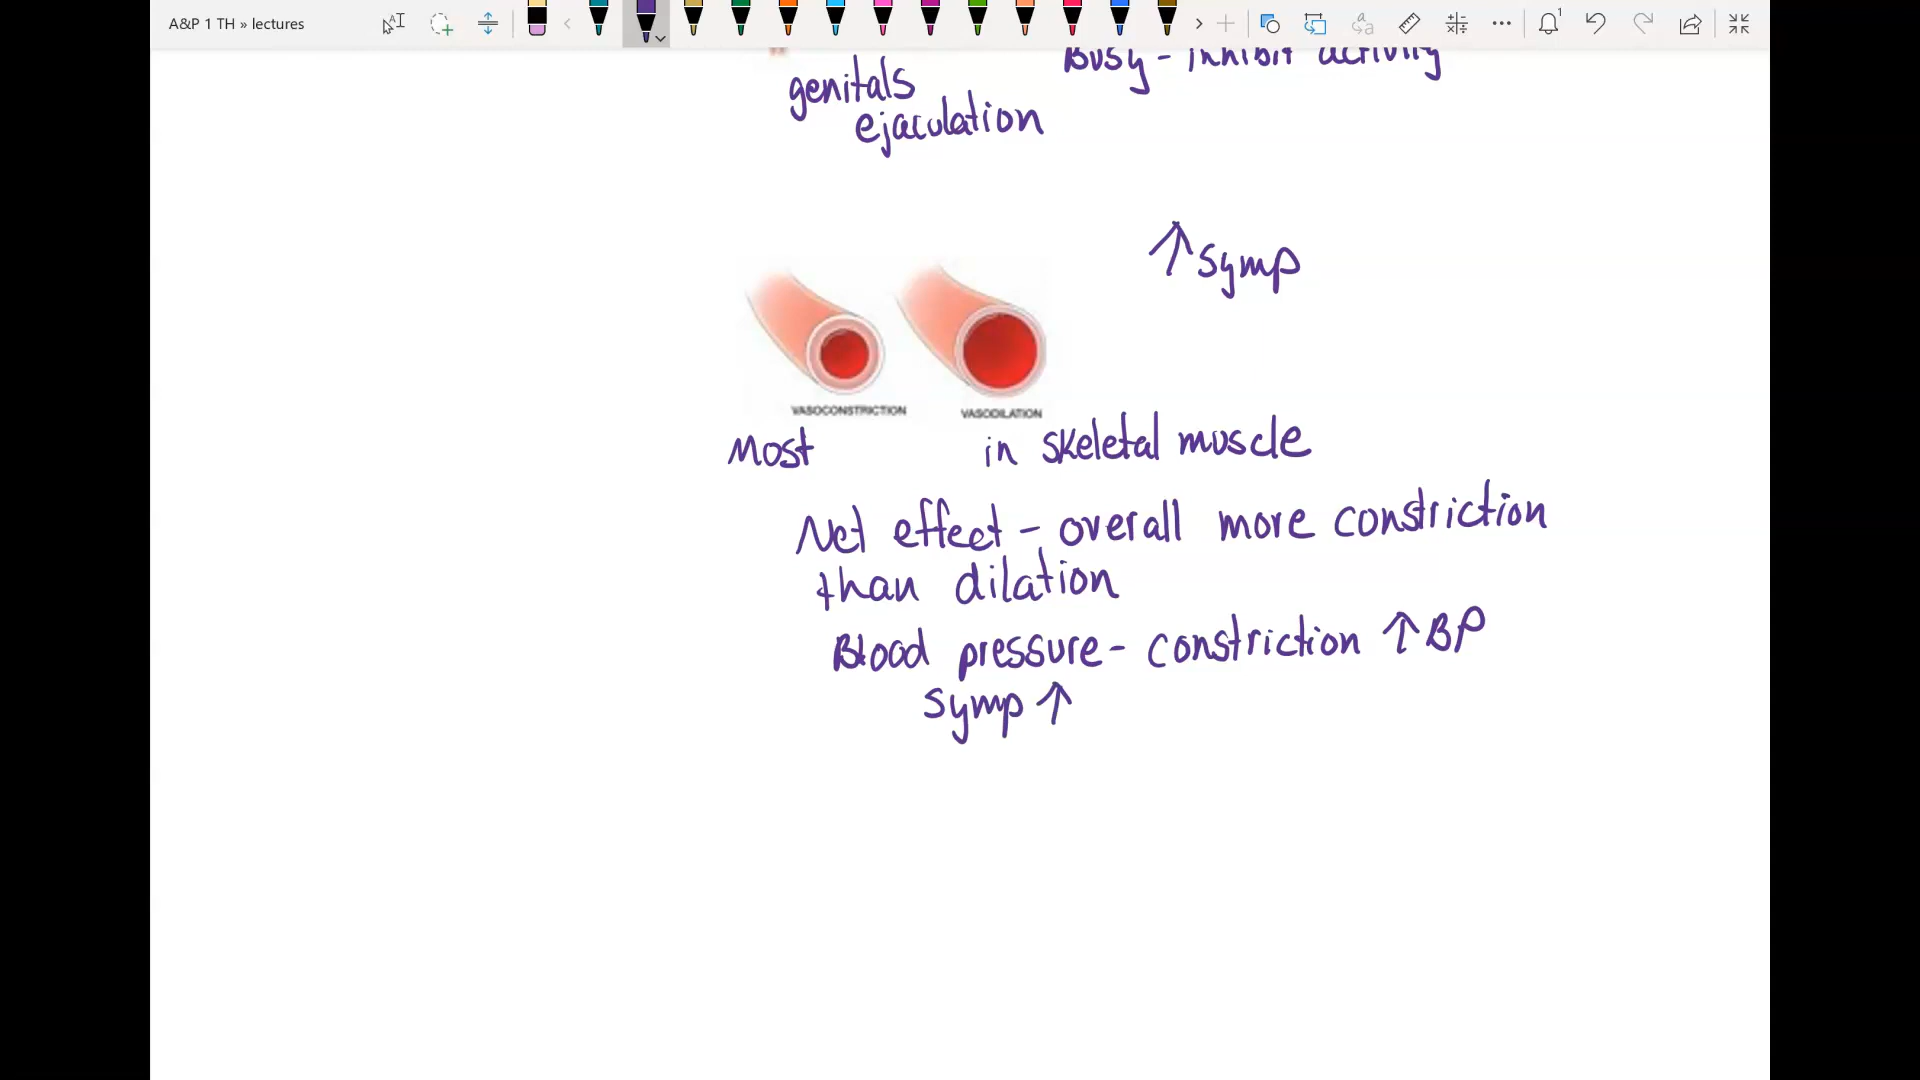 A&P 1 TH » lectures
Busy - inhibit activity
genitals
ejaculation
↑ symp
VASOCONSTRICTION VASODILATION
Most in skeletal muscle
Net effect - overall more constriction
than dilation
Blood pressure - constriction ↑ BP
symp ↑